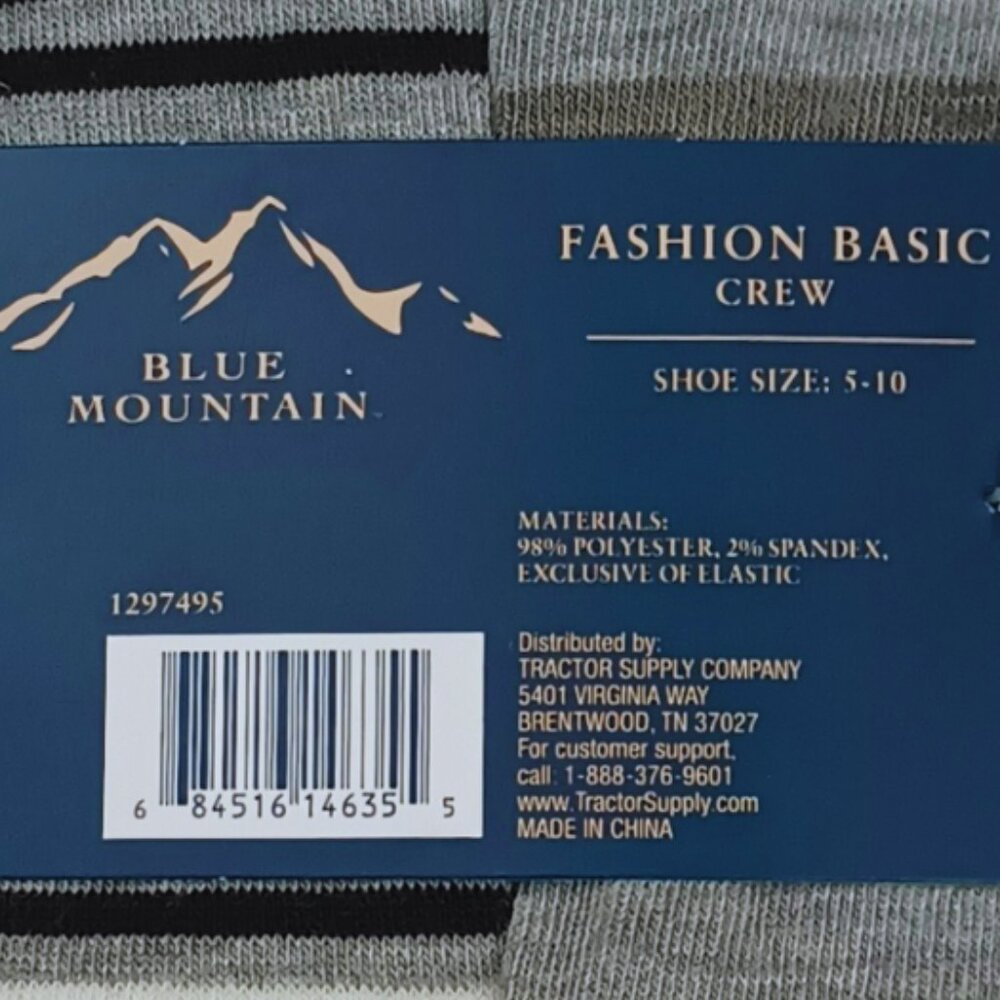 BLUE
MOUNTAIN
FASHION BASIC
CREW
SHOE SIZE: 5-10
MATERIALS:
98% POLYESTER, 2% SPANDEX,
EXCLUSIVE OF ELASTIC
1297495
6 84516 14635 5
Distributed by:
TRACTOR SUPPLY COMPANY
5401 VIRGINIA WAY
BRENTWOOD, TN 37027
For customer support,
call: 1-888-376-9601
www.TractorSupply.com
MADE IN CHINA